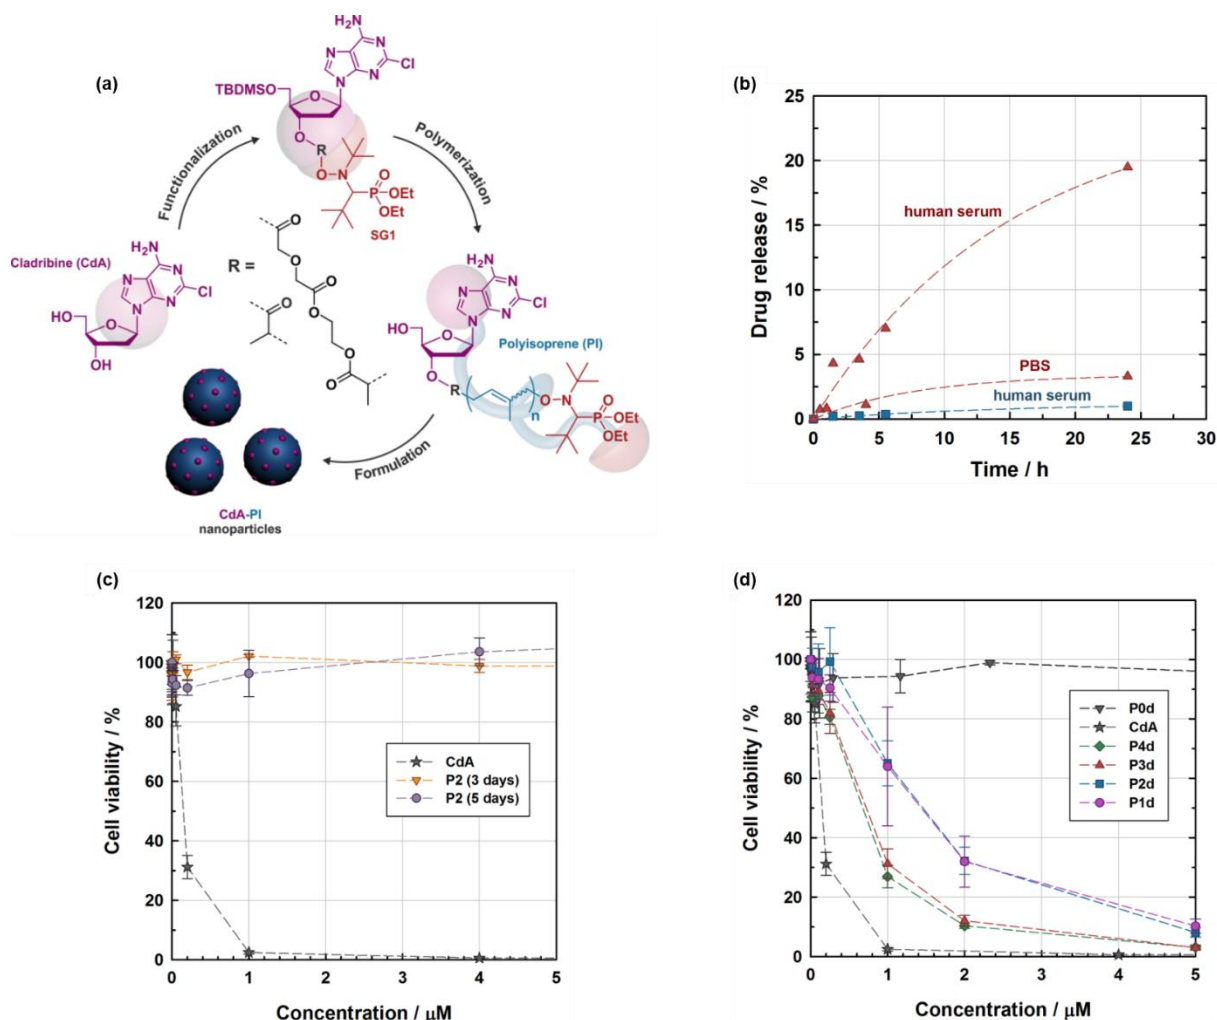 (a)
H₂N
N
N
N
N
Cl
TBDMSO
O
O
R
O
N
O
P
OEt
OEt
SG1
Functionalization
Polymerization
Cladribine (CdA)
NH₂
N
N
N
N
Cl
HO
O
OH
R =
O
O
O
O
O
O
O
H₂N
N
N
N
N
Cl
HO
O
O
R
Polyisoprene (PI)
n
O
N
O
P
OEt
OEt
Formulation
CdA-PI
nanoparticles
(b)
25
20
15
10
5
0
Drug release / %
human serum
PBS
human serum
0 5 10 15 20 25 30
Time / h
(c)
120
100
80
60
40
20
0
Cell viability / %
CdA
P2 (3 days)
P2 (5 days)
0 1 2 3 4 5
Concentration / μM
(d)
120
100
80
60
40
20
0
Cell viability / %
P0d
CdA
P4d
P3d
P2d
P1d
0 1 2 3 4 5
Concentration / μM